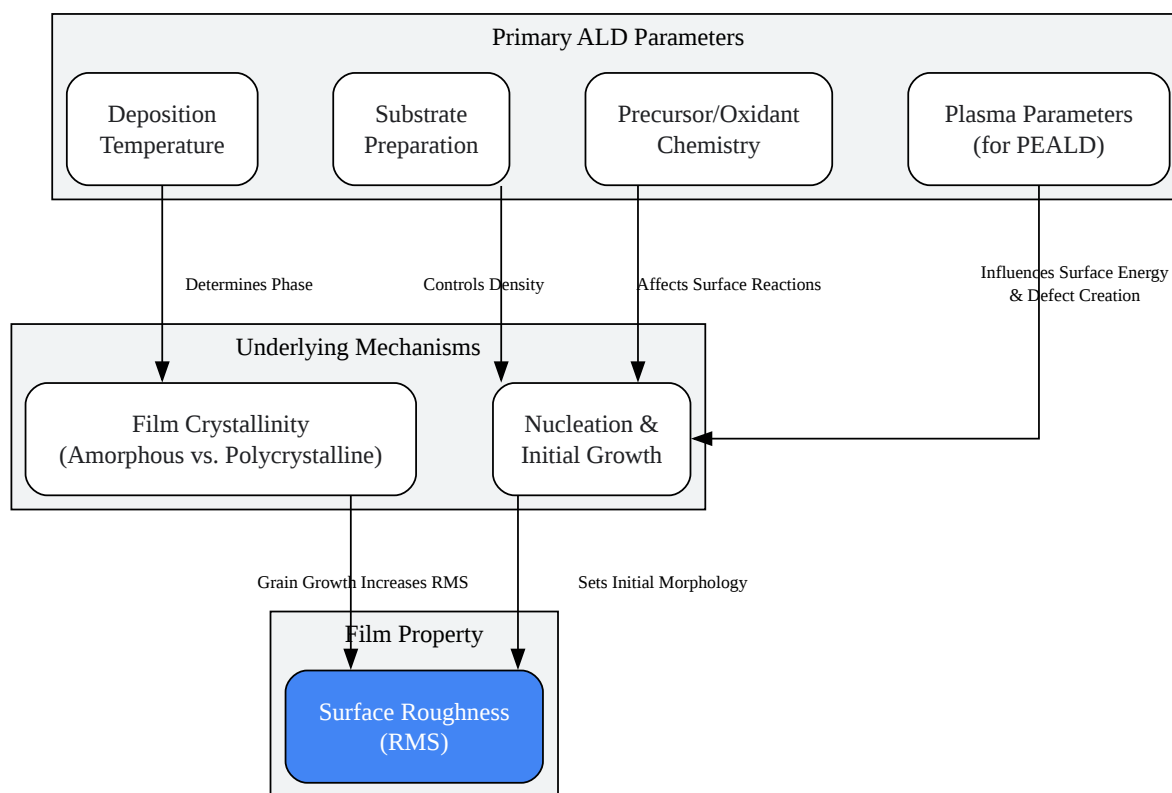 Primary ALD Parameters
Deposition
Temperature
Substrate
Preparation
Precursor/Oxidant
Chemistry
Plasma Parameters
(for PEALD)
Determines Phase
Controls Density
Affects Surface Reactions
Influences Surface Energy
& Defect Creation
Underlying Mechanisms
Film Crystallinity
(Amorphous vs. Polycrystalline)
Nucleation &
Initial Growth
Grain Growth Increases RMS
Sets Initial Morphology
Film Property
Surface Roughness
(RMS)